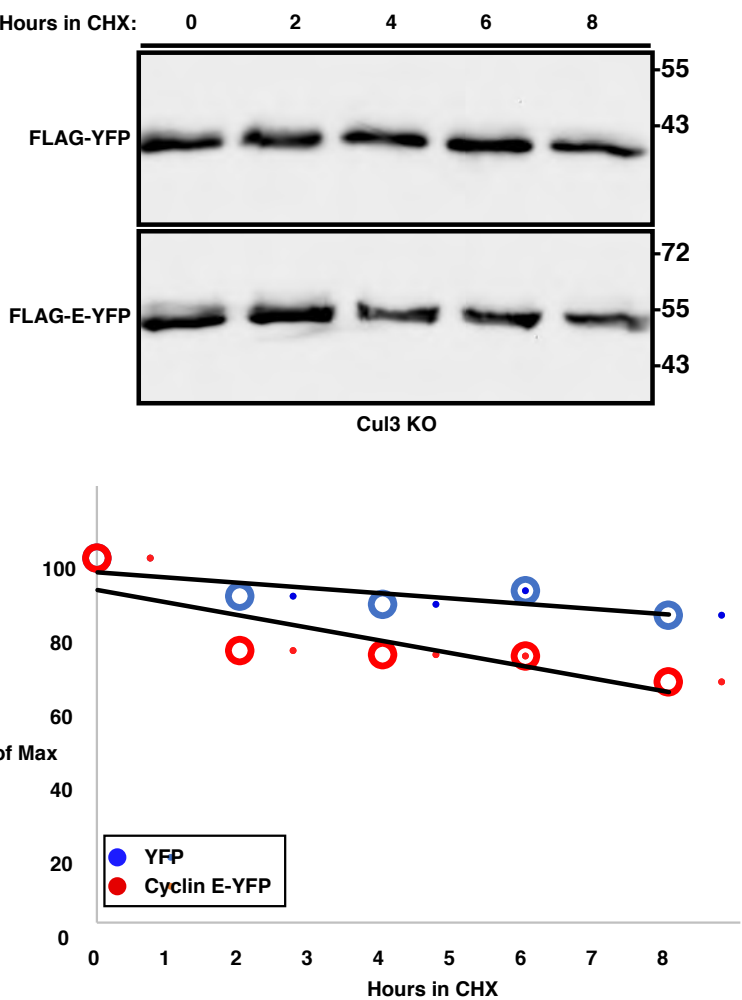 Hours in CHX: 0 2 4 6 8
-55
-43
FLAG-YFP
-72
-55
FLAG-E-YFP
-43
Cul3 KO
100
80
60
of Max
40
20
YFP
Cyclin E-YFP
0
0 1 2 3 4 5 6 7 8
Hours in CHX